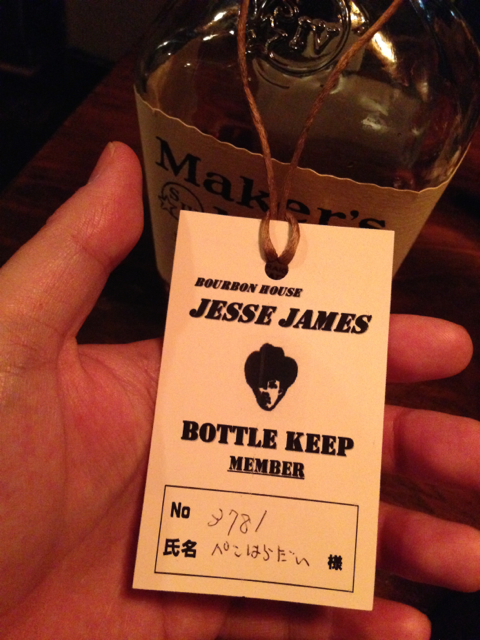 Maker's
BOURBON HOUSE
JESSE JAMES
BOTTLE KEEP
MEMBER
No 3781
氏名 ぺこはらだい 様